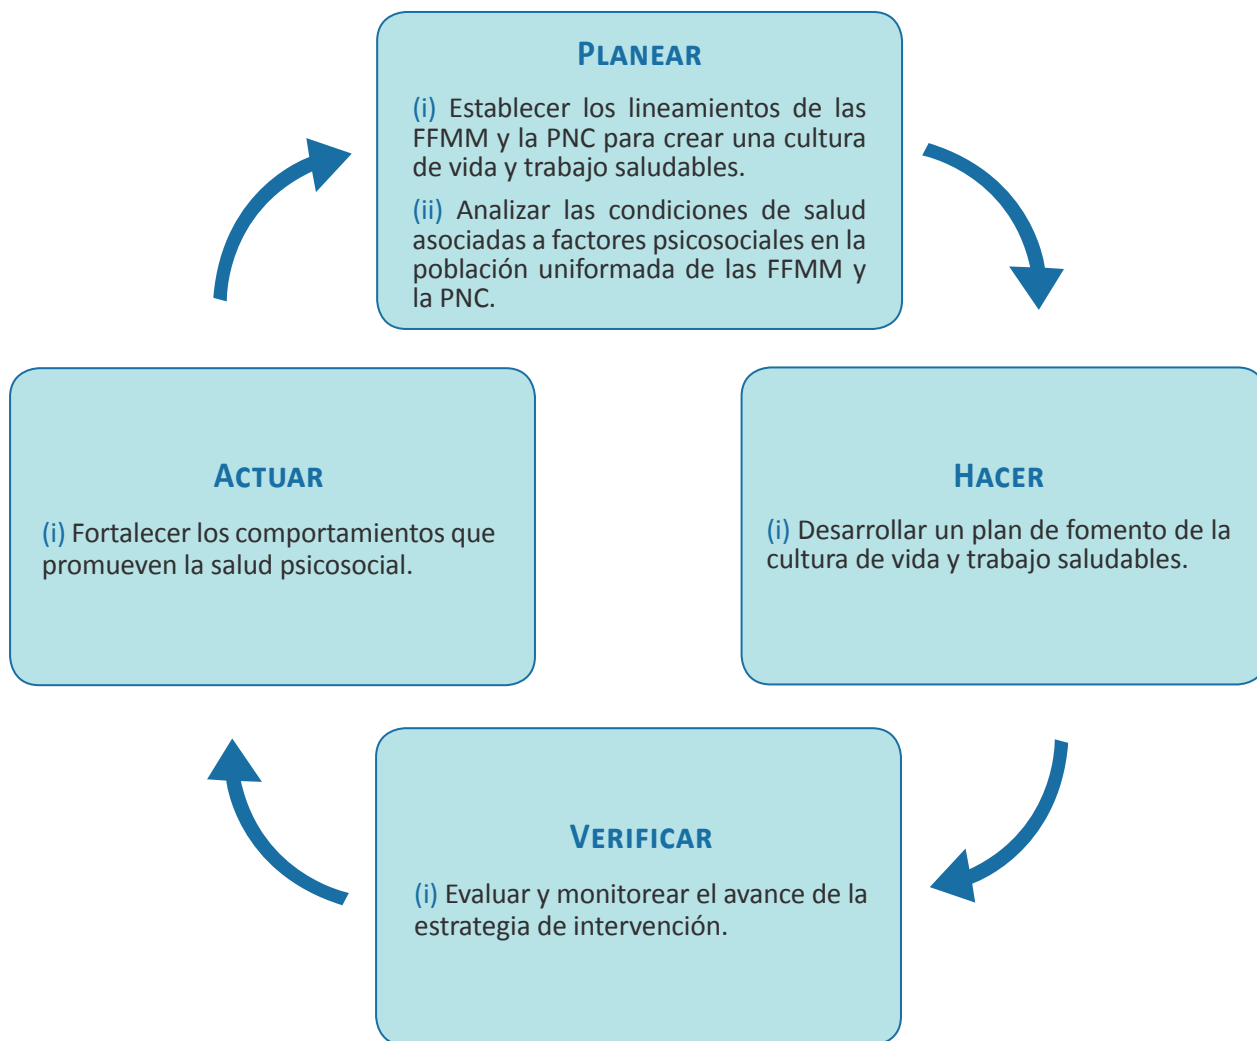 PLANEAR
(i) Establecer los lineamientos de las
FFMM y la PNC para crear una cultura
de vida y trabajo saludables.
(ii) Analizar las condiciones de salud
asociadas a factores psicosociales en la
población uniformada de las FFMM y
la PNC.
ACTUAR
(i) Fortalecer los comportamientos que
promueven la salud psicosocial.
HACER
(i) Desarrollar un plan de fomento de la
cultura de vida y trabajo saludables.
VERIFICAR
(i) Evaluar y monitorear el avance de la
estrategia de intervención.